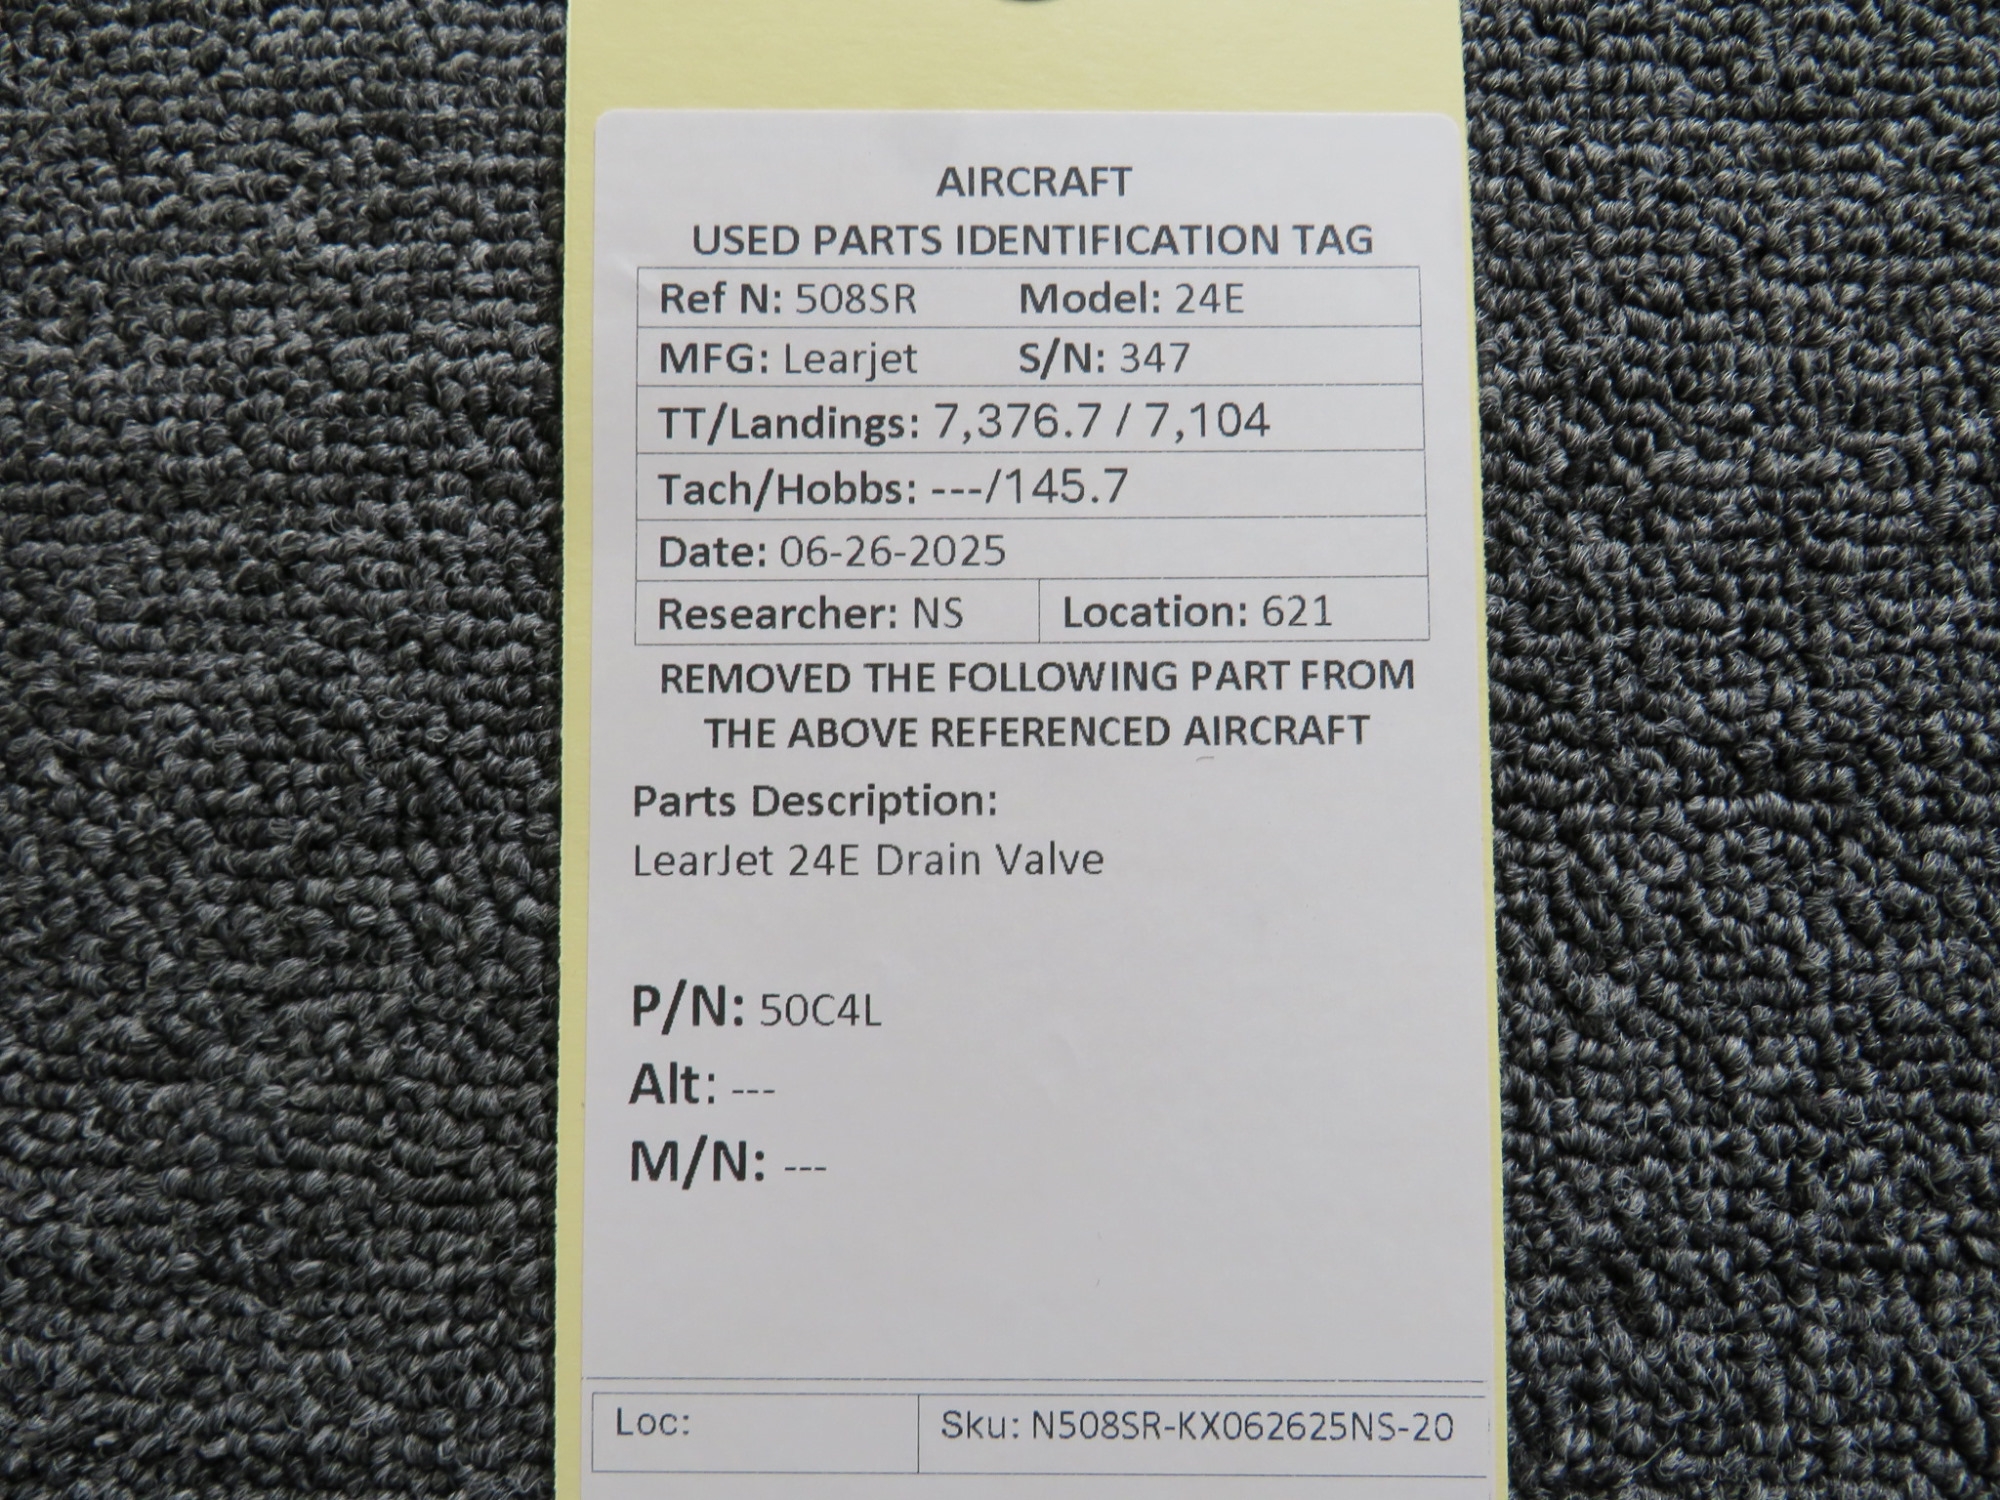 AIRCRAFT
USED PARTS IDENTIFICATION TAG
Ref N: 508SR Model: 24E
MFG: Learjet S/N: 347
TT/Landings: 7,376.7 / 7,104
Tach/Hobbs: ---/145.7
Date: 06-26-2025
Researcher: NS Location: 621
REMOVED THE FOLLOWING PART FROM
THE ABOVE REFERENCED AIRCRAFT
Parts Description:
LearJet 24E Drain Valve
P/N: 50C4L
Alt: ---
M/N: ---
Loc: Sku: N508SR-KX062625NS-20